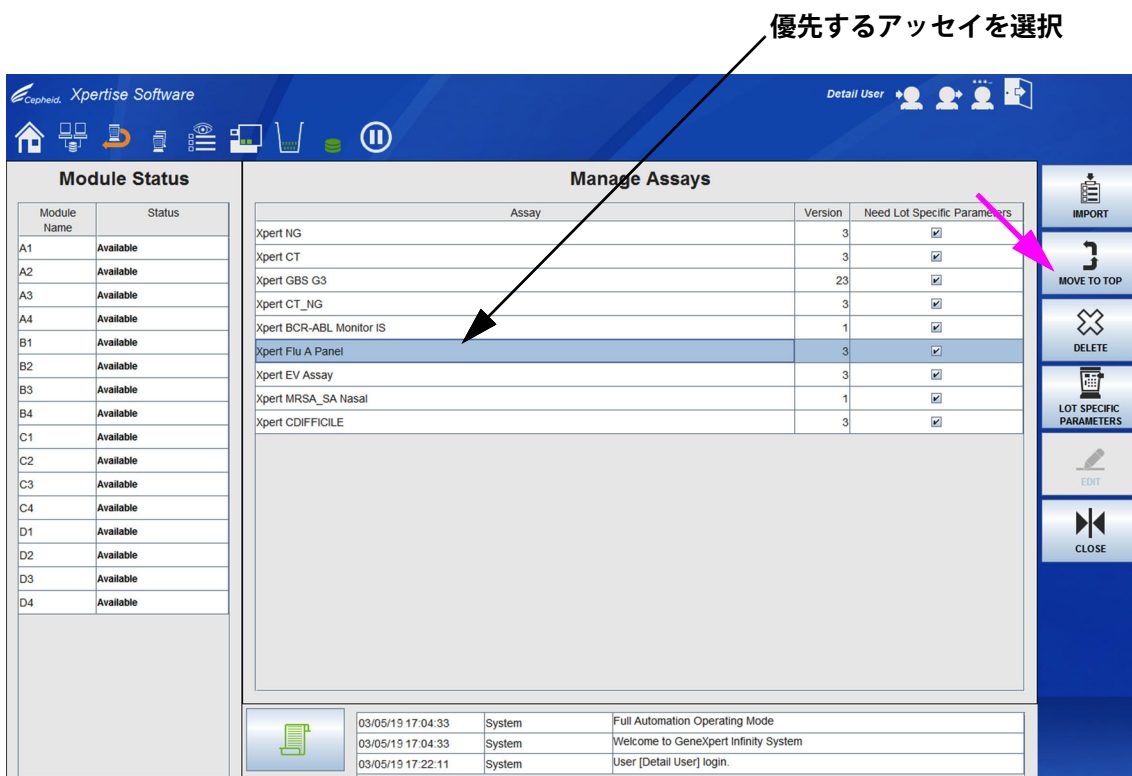 優先するアッセイを選択
Cepheid. Xpertise Software
Detail User
Module Status
Module Name Status
A1 Available
A2 Available
A3 Available
A4 Available
B1 Available
B2 Available
B3 Available
B4 Available
C1 Available
C2 Available
C3 Available
C4 Available
D1 Available
D2 Available
D3 Available
D4 Available
Manage Assays
Assay Version Need Lot Specific Parameters
Xpert NG 3
Xpert CT 3
Xpert GBS G3 23
Xpert CT_NG 3
Xpert BCR-ABL Monitor IS 1
Xpert Flu A Panel 3
Xpert EV Assay 3
Xpert MRSA_SA Nasal 1
Xpert CDIFFICILE 3
IMPORT
MOVE TO TOP
DELETE
LOT SPECIFIC
PARAMETERS
EDIT
CLOSE
03/05/19 17:04:33 System Full Automation Operating Mode
03/05/19 17:04:33 System Welcome to GeneXpert Infinity System
03/05/19 17:22:11 System User [Detail User] login.